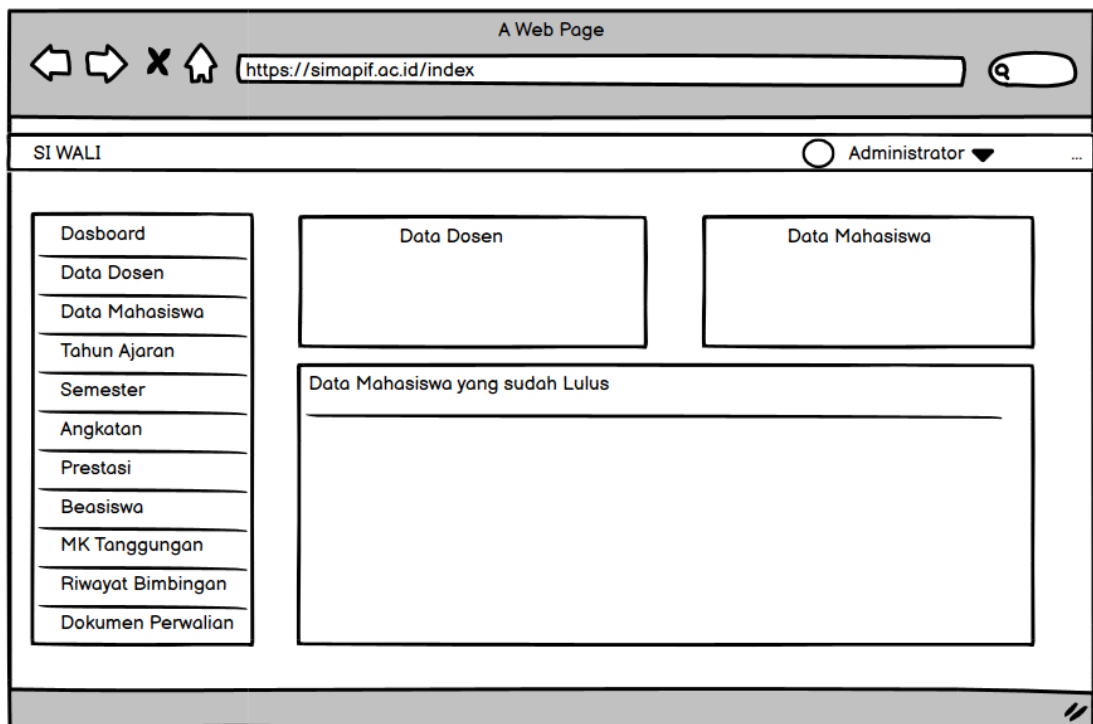 A Web Page
https://simapif.ac.id/index
SI WALI
Administrator
...
Dasboard
Data Dosen
Data Mahasiswa
Tahun Ajaran
Semester
Angkatan
Prestasi
Beasiswa
MK Tanggungan
Riwayat Bimbingan
Dokumen Perwalian
Data Dosen
Data Mahasiswa
Data Mahasiswa yang sudah Lulus